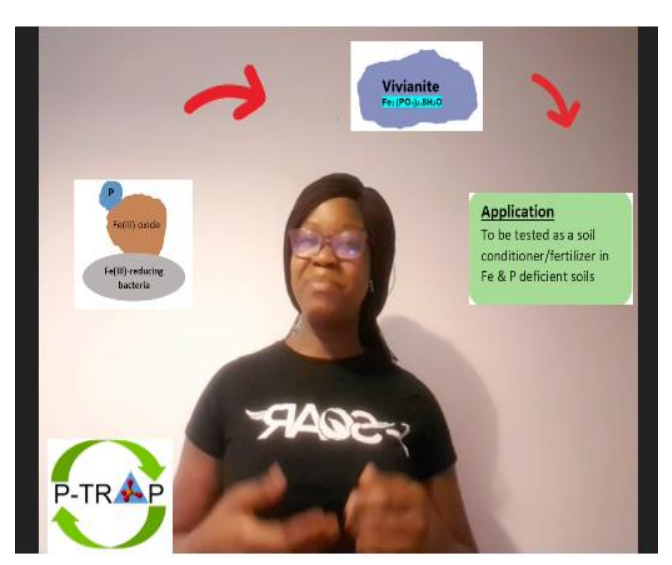 Vivianite
Fe₃ (PO₄)₂.8H₂O
P
Fe(III)-oxide
Fe(III)-reducing
bacteria
Application
To be tested as a soil
conditioner/fertilizer in
Fe & P deficient soils
P-TRAP